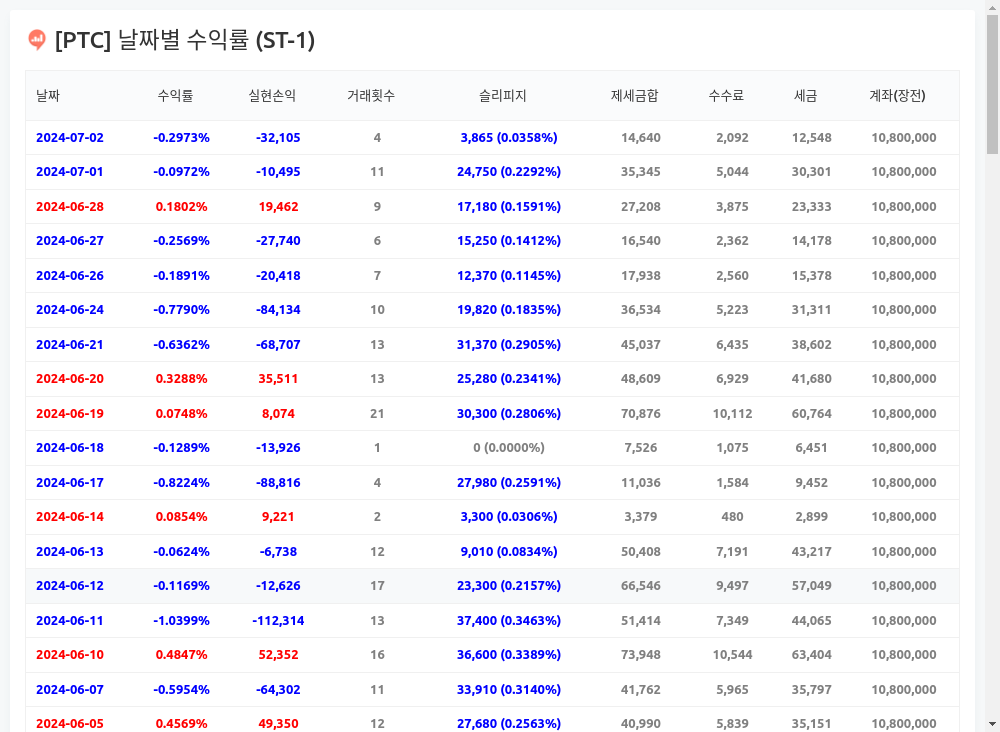 [PTC] 날짜별 수익률 (ST-1)
날짜 수익률 실현손익 거래횟수 슬리피지 제세금합 수수료 세금 계좌(장전)
2024-07-02 -0.2973% -32,105 4 3,865 (0.0358%) 14,640 2,092 12,548 10,800,000
2024-07-01 -0.0972% -10,495 11 24,750 (0.2292%) 35,345 5,044 30,301 10,800,000
2024-06-28 0.1802% 19,462 9 17,180 (0.1591%) 27,208 3,875 23,333 10,800,000
2024-06-27 -0.2569% -27,740 6 15,250 (0.1412%) 16,540 2,362 14,178 10,800,000
2024-06-26 -0.1891% -20,418 7 12,370 (0.1145%) 17,938 2,560 15,378 10,800,000
2024-06-24 -0.7790% -84,134 10 19,820 (0.1835%) 36,534 5,223 31,311 10,800,000
2024-06-21 -0.6362% -68,707 13 31,370 (0.2905%) 45,037 6,435 38,602 10,800,000
2024-06-20 0.3288% 35,511 13 25,280 (0.2341%) 48,609 6,929 41,680 10,800,000
2024-06-19 0.0748% 8,074 21 30,300 (0.2806%) 70,876 10,112 60,764 10,800,000
2024-06-18 -0.1289% -13,926 1 0 (0.0000%) 7,526 1,075 6,451 10,800,000
2024-06-17 -0.8224% -88,816 4 27,980 (0.2591%) 11,036 1,584 9,452 10,800,000
2024-06-14 0.0854% 9,221 2 3,300 (0.0306%) 3,379 480 2,899 10,800,000
2024-06-13 -0.0624% -6,738 12 9,010 (0.0834%) 50,408 7,191 43,217 10,800,000
2024-06-12 -0.1169% -12,626 17 23,300 (0.2157%) 66,546 9,497 57,049 10,800,000
2024-06-11 -1.0399% -112,314 13 37,400 (0.3463%) 51,414 7,349 44,065 10,800,000
2024-06-10 0.4847% 52,352 16 36,600 (0.3389%) 73,948 10,544 63,404 10,800,000
2024-06-07 -0.5954% -64,302 11 33,910 (0.3140%) 41,762 5,965 35,797 10,800,000
2024-06-05 0.4569% 49,350 12 27,680 (0.2563%) 40,990 5,839 35,151 10,800,000